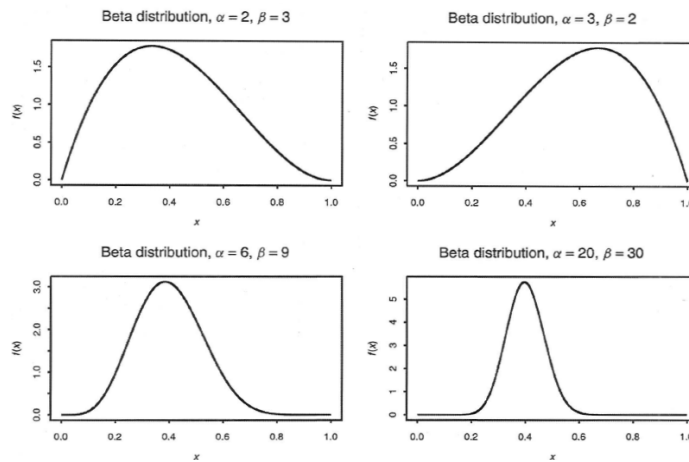 Beta distribution, α = 2, β = 3
f(x)
0.0 0.5 1.0 1.5
0.0 0.2 0.4 0.6 0.8 1.0
x
Beta distribution, α = 3, β = 2
f(x)
0.0 0.5 1.0 1.5
0.0 0.2 0.4 0.6 0.8 1.0
x
Beta distribution, α = 6, β = 9
f(x)
0.0 1.0 2.0 3.0
0.0 0.2 0.4 0.6 0.8 1.0
x
Beta distribution, α = 20, β = 30
f(x)
0 1 2 3 4 5
0.0 0.2 0.4 0.6 0.8 1.0
x